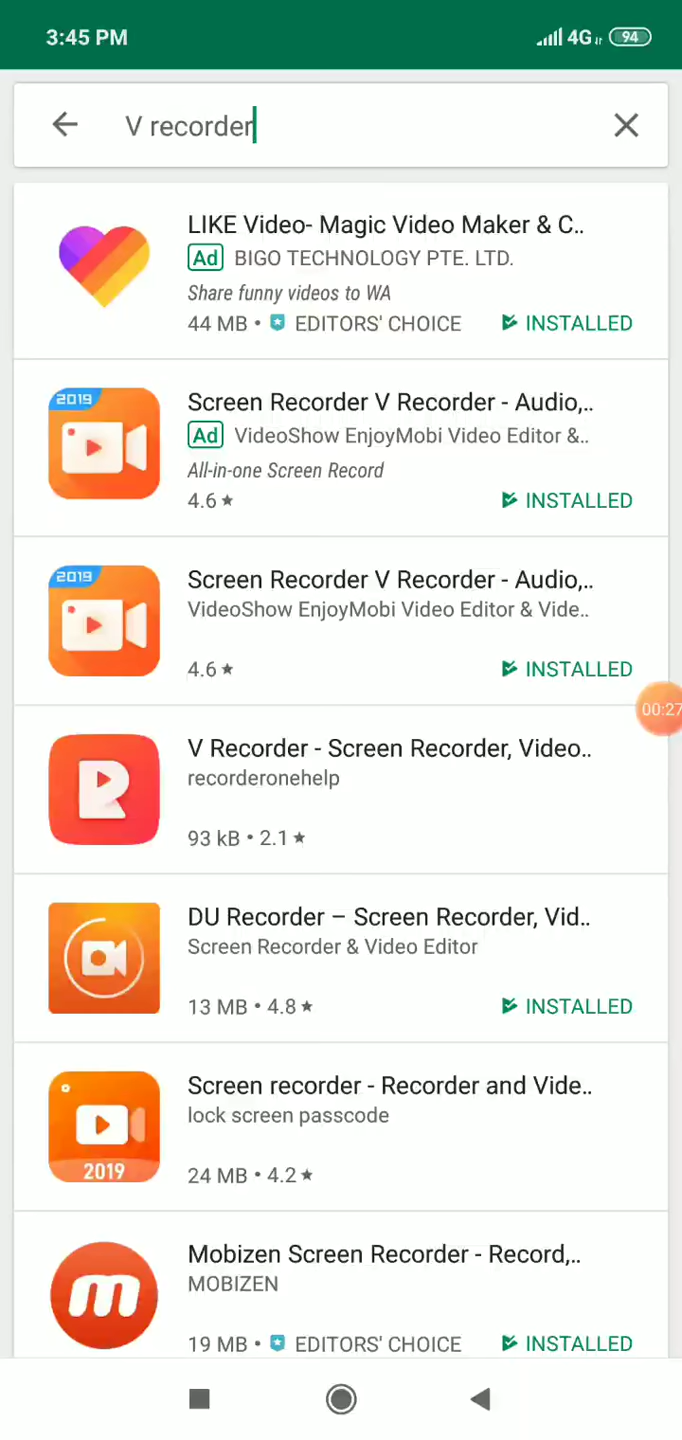 3:45 PM 4G 94
V recorder
LIKE Video- Magic Video Maker & C..
Ad BIGO TECHNOLOGY PTE. LTD.
Share funny videos to WA
44 MB • EDITORS' CHOICE INSTALLED
2019
Screen Recorder V Recorder - Audio,..
Ad VideoShow EnjoyMobi Video Editor &..
All-in-one Screen Record
4.6 ★ INSTALLED
2019
Screen Recorder V Recorder - Audio,..
VideoShow EnjoyMobi Video Editor & Vide..
4.6 ★ INSTALLED
00:27
V Recorder - Screen Recorder, Video..
recorderonehelp
93 kB • 2.1 ★
DU Recorder – Screen Recorder, Vid..
Screen Recorder & Video Editor
13 MB • 4.8 ★ INSTALLED
Screen recorder - Recorder and Vide..
lock screen passcode
2019
24 MB • 4.2 ★
Mobizen Screen Recorder - Record,..
MOBIZEN
m
19 MB • EDITORS' CHOICE INSTALLED